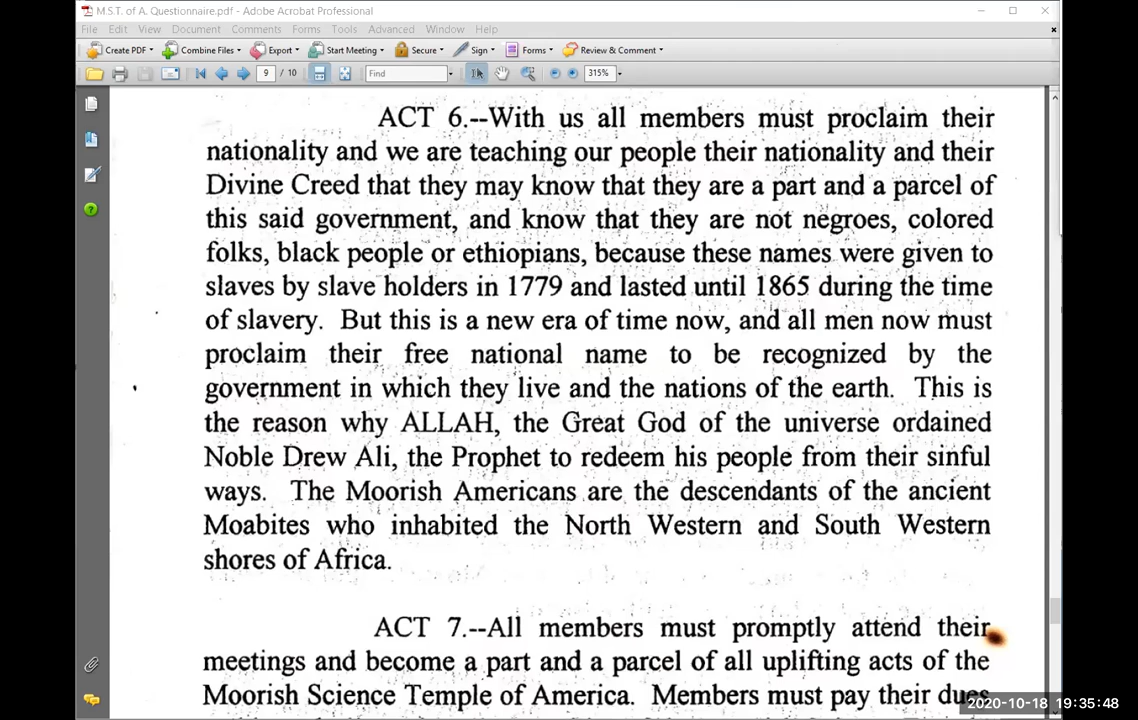 M.S.T. of A. Questionnaire.pdf - Adobe Acrobat Professional
File Edit View Document Comments Forms Tools Advanced Window Help
Create PDF Combine Files Export Start Meeting Secure Sign Forms Review & Comment
9 / 10 Find 315%
ACT 6.--With us all members must proclaim their
nationality and we are teaching our people their nationality and their
Divine Creed that they may know that they are a part and a parcel of
this said government, and know that they are not negroes, colored
folks, black people or ethiopians, because these names were given to
slaves by slave holders in 1779 and lasted until 1865 during the time
of slavery. But this is a new era of time now, and all men now must
proclaim their free national name to be recognized by the
government in which they live and the nations of the earth. This is
the reason why ALLAH, the Great God of the universe ordained
Noble Drew Ali, the Prophet to redeem his people from their sinful
ways. The Moorish Americans are the descendants of the ancient
Moabites who inhabited the North Western and South Western
shores of Africa.
ACT 7.--All members must promptly attend their
meetings and become a part and a parcel of all uplifting acts of the
Moorish Science Temple of America. Members must pay their dues
2020-10-18 19:35:48